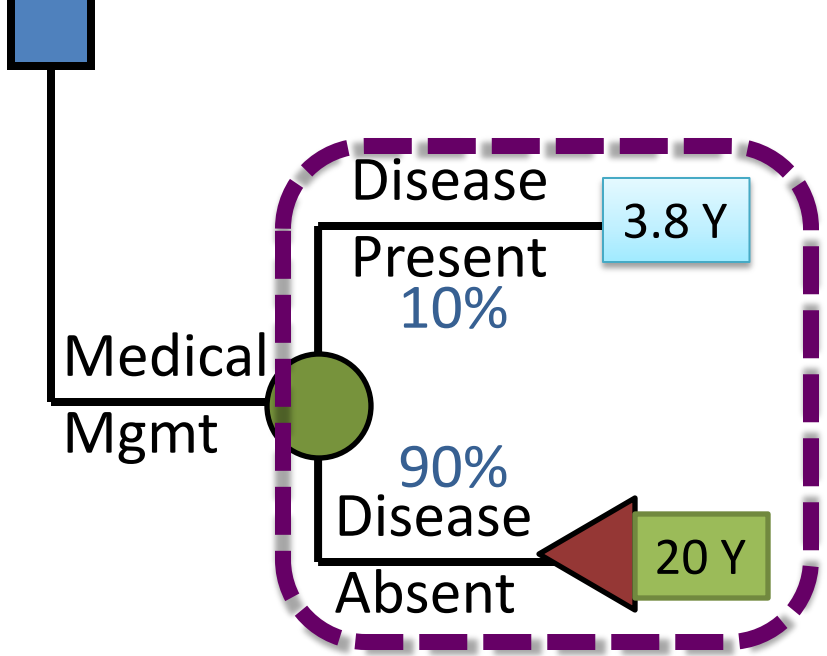 Disease
3.8 Y
Present
10%
Medical
Mgmt
90%
Disease
20 Y
Absent